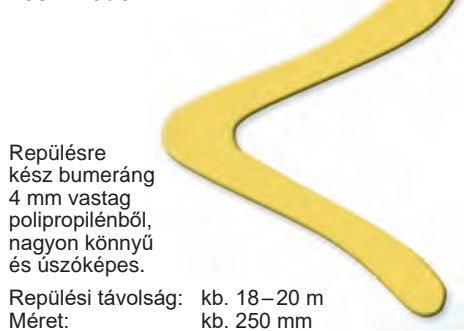 Repülésre
kész bumeráng
4 mm vastag
polipropilénből,
nagyon könnyű
és úszóképes.
Repülési távolság: kb. 18–20 m
Méret: kb. 250 mm